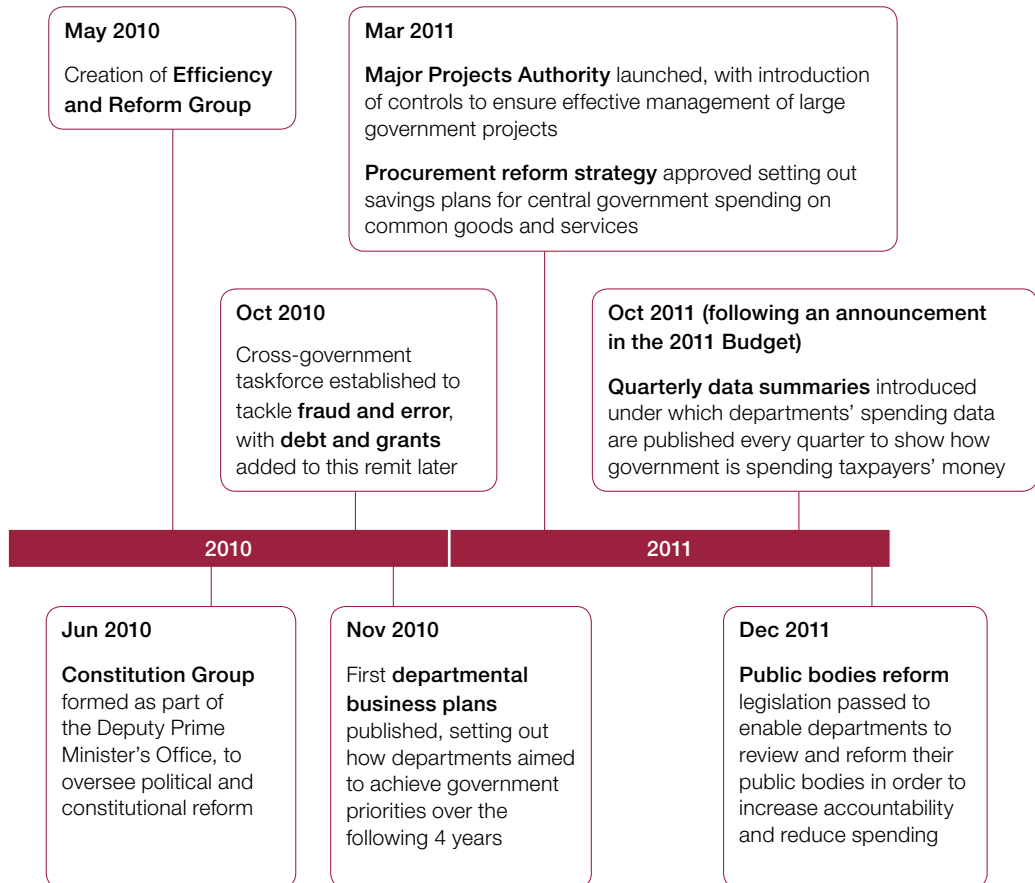 May 2010
Creation of Efficiency
and Reform Group
Mar 2011
Major Projects Authority launched, with introduction
of controls to ensure effective management of large
government projects
Procurement reform strategy approved setting out
savings plans for central government spending on
common goods and services
Oct 2010
Cross-government
taskforce established to
tackle fraud and error,
with debt and grants
added to this remit later
Oct 2011 (following an announcement
in the 2011 Budget)
Quarterly data summaries introduced
under which departments’ spending data
are published every quarter to show how
government is spending taxpayers’ money
2010
2011
Jun 2010
Constitution Group
formed as part of
the Deputy Prime
Minister’s Office, to
oversee political and
constitutional reform
Nov 2010
First departmental
business plans
published, setting out
how departments aimed
to achieve government
priorities over the
following 4 years
Dec 2011
Public bodies reform
legislation passed to
enable departments to
review and reform their
public bodies in order to
increase accountability
and reduce spending